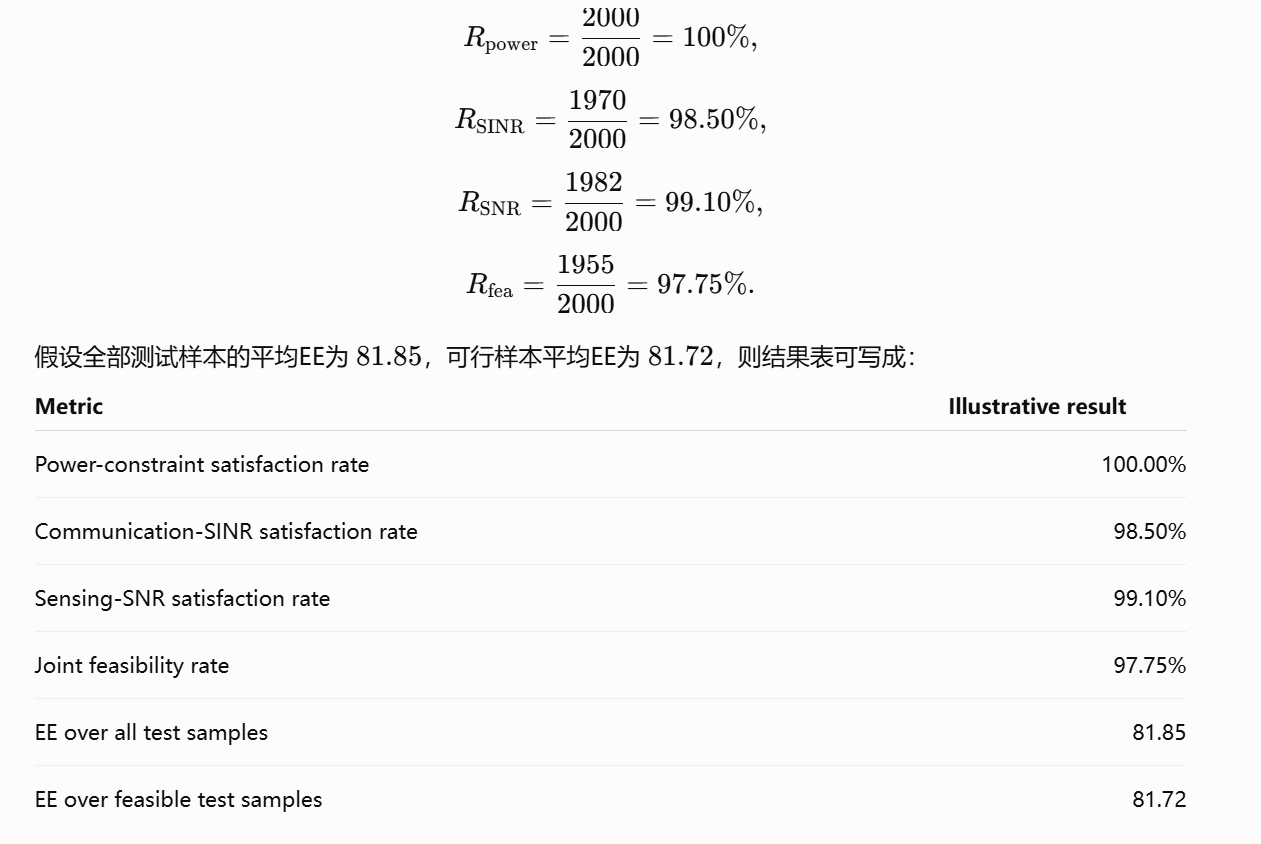 R_power = 2000/2000 = 100%,
R_SINR = 1970/2000 = 98.50%,
R_SNR = 1982/2000 = 99.10%,
R_fea = 1955/2000 = 97.75%.
假设全部测试样本的平均EE为 81.85，可行样本平均EE为 81.72，则结果表可写成：
Metric Illustrative result
Power-constraint satisfaction rate 100.00%
Communication-SINR satisfaction rate 98.50%
Sensing-SNR satisfaction rate 99.10%
Joint feasibility rate 97.75%
EE over all test samples 81.85
EE over feasible test samples 81.72